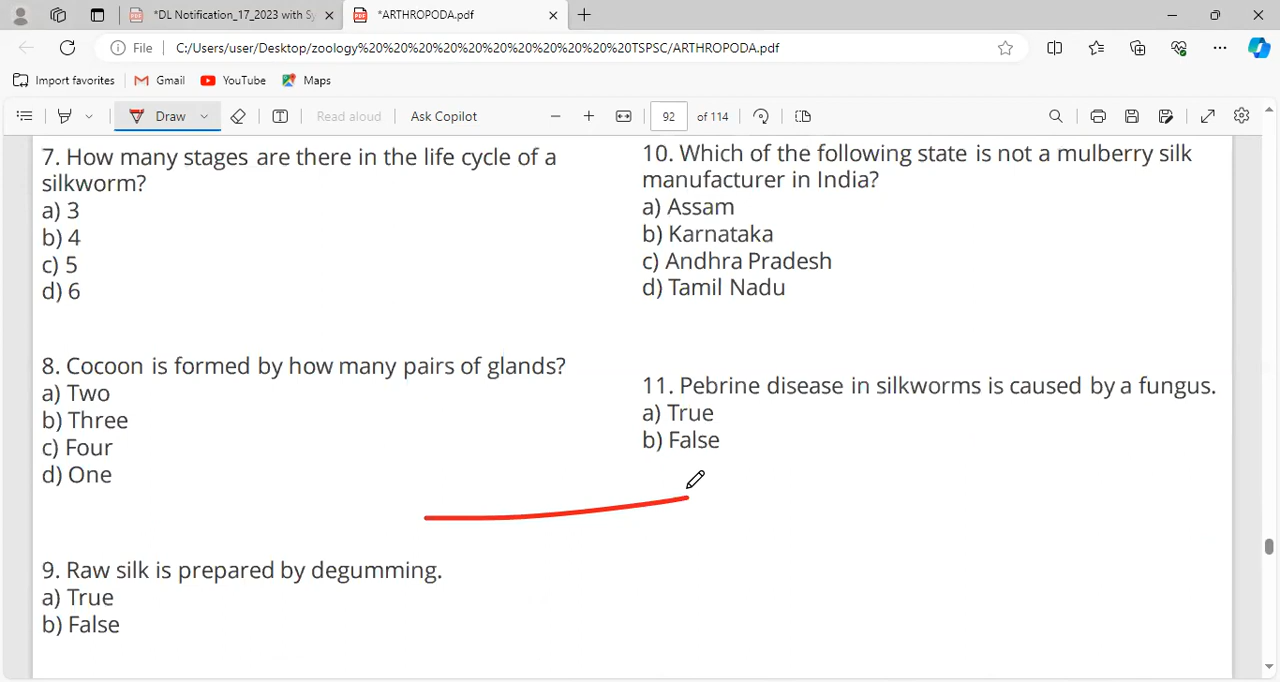 *DL Notification_17_2023 with Sy
*ARTHROPODA.pdf
File
C:/Users/user/Desktop/zoology%20%20%20%20%20%20%20%20%20%20TSPSC/ARTHROPODA.pdf
Import favorites
Gmail
YouTube
Maps
Draw
Read aloud
Ask Copilot
92
of 114
7. How many stages are there in the life cycle of a
silkworm?
a) 3
b) 4
c) 5
d) 6
8. Cocoon is formed by how many pairs of glands?
a) Two
b) Three
c) Four
d) One
9. Raw silk is prepared by degumming.
a) True
b) False
10. Which of the following state is not a mulberry silk
manufacturer in India?
a) Assam
b) Karnataka
c) Andhra Pradesh
d) Tamil Nadu
11. Pebrine disease in silkworms is caused by a fungus.
a) True
b) False